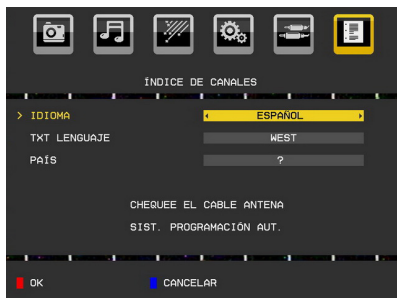 ÍNDICE DE CANALES
> IDIOMA ESPAÑOL
TXT LENGUAJE WEST
PAÍS ?
CHEQUEE EL CABLE ANTENA
SIST. PROGRAMACIÓN AUT.
OK CANCELAR